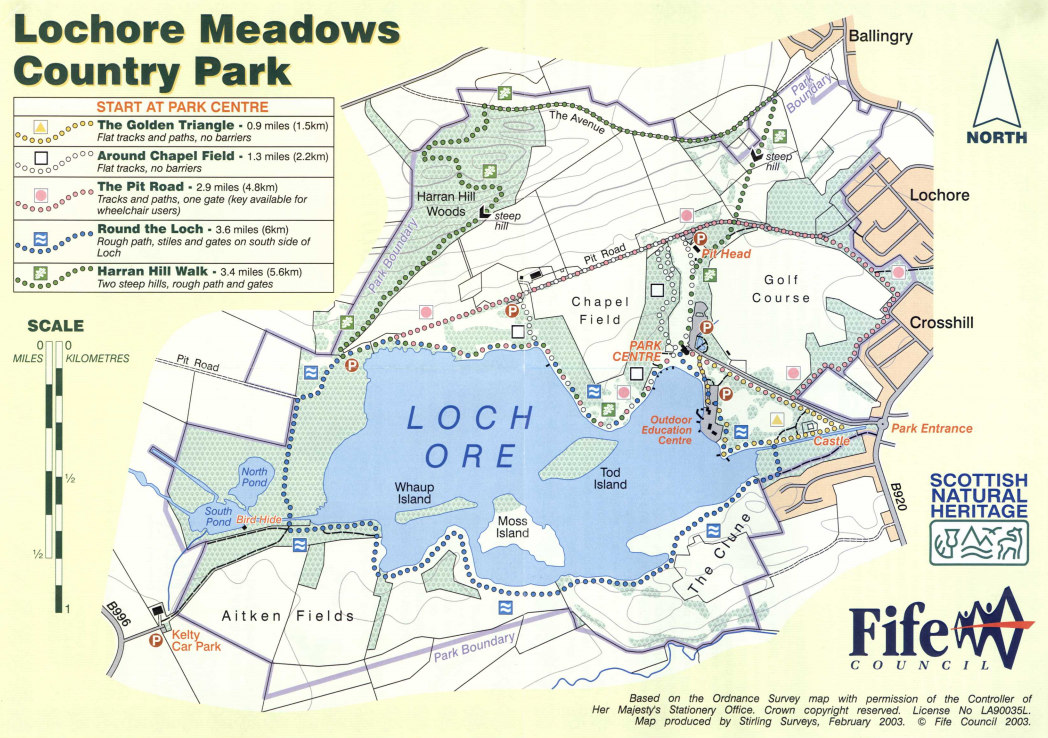 Lochore Meadows
Country Park
START AT PARK CENTRE
The Golden Triangle - 0.9 miles (1.5km)
Flat tracks and paths, no barriers
Around Chapel Field - 1.3 miles (2.2km)
Flat tracks, no barriers
The Pit Road - 2.9 miles (4.8km)
Tracks and paths, one gate (key available for
wheelchair users)
Round the Loch - 3.6 miles (6km)
Rough path, stiles and gates on south side of
Loch
Harran Hill Walk - 3.4 miles (5.6km)
Two steep hills, rough path and gates
SCALE
0 0
MILES KILOMETRES
½
½
1
Ballingry
Park
Boundary
NORTH
The Avenue
steep
hill
Harran Hill
Woods
steep
hill
Lochore
Park Boundary
Pit Road
P
Pit Head
Golf
Course
Chapel
Field
P
P
Crosshill
PARK
CENTRE
Pit Road
P
LOCH
ORE
P
Outdoor
Education
Centre
Castle
Park Entrance
North
Pond
South
Pond
Bird Hide
Whaup
Island
Tod
Island
Moss
Island
The Clune
B920
SCOTTISH
NATURAL
HERITAGE
Aitken Fields
B996
P
Kelty
Car Park
Park Boundary
Fife
COUNCIL
Based on the Ordnance Survey map with permission of the Controller of
Her Majesty's Stationery Office. Crown copyright reserved. License No LA90035L.
Map produced by Stirling Surveys, February 2003. © Fife Council 2003.